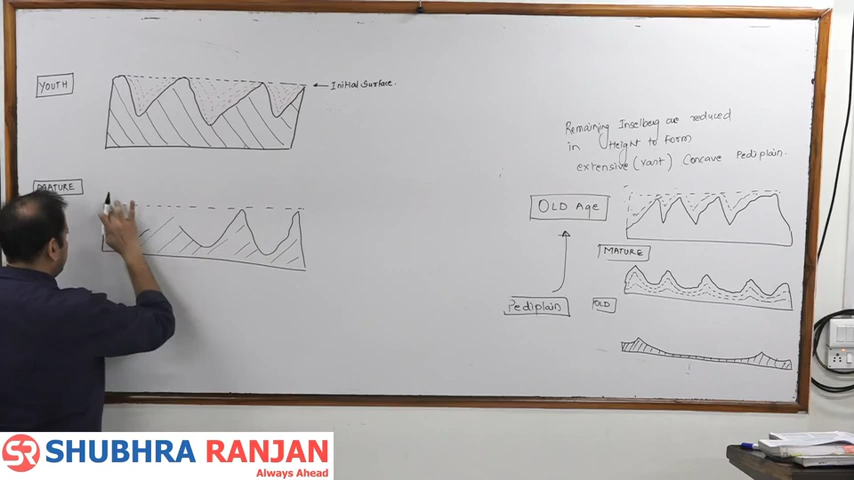 YOUTH
Initial Surface.
MATURE
Remaining Inselberg are reduced
in Height to form
extensive (vast) Concave Pediplain.
OLD Age
MATURE
Pediplain
OLD
SR SHUBHRA RANJAN
Always Ahead